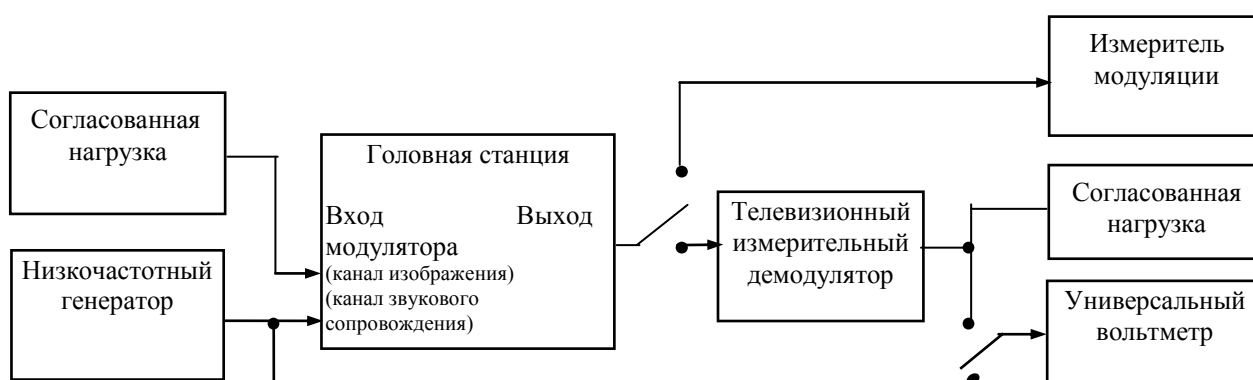 Согласованная
нагрузка
Низкочастотный
генератор
Головная станция
Вход Выход
модулятора
(канал изображения)
(канал звукового
сопровождения)
Телевизионный
измерительный
демодулятор
Измеритель
модуляции
Согласованная
нагрузка
Универсальный
вольтметр